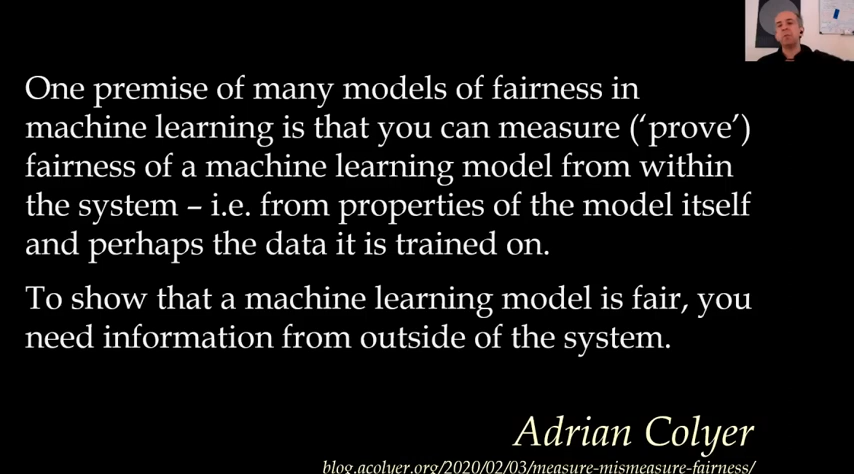 One premise of many models of fairness in
machine learning is that you can measure (‘prove’)
fairness of a machine learning model from within
the system – i.e. from properties of the model itself
and perhaps the data it is trained on.
To show that a machine learning model is fair, you
need information from outside of the system.
Adrian Colyer
blog.acolyer.org/2020/02/03/measure-mismeasure-fairness/